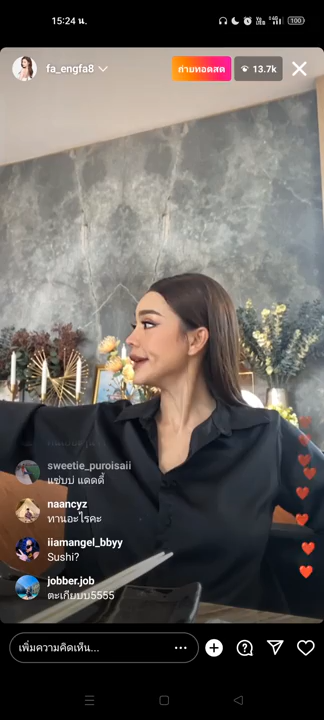 15:24 น.
100
fa_engfa8
ถ่ายทอดสด
13.7k
sweetie_puroisaii
แซ่บบ่ แดดดี้
naancyz
ทานอะไรคะ
iiamangel_bbyy
Sushi?
jobber.job
ตะเกียบบบ5555
เพิ่มความคิดเห็น...